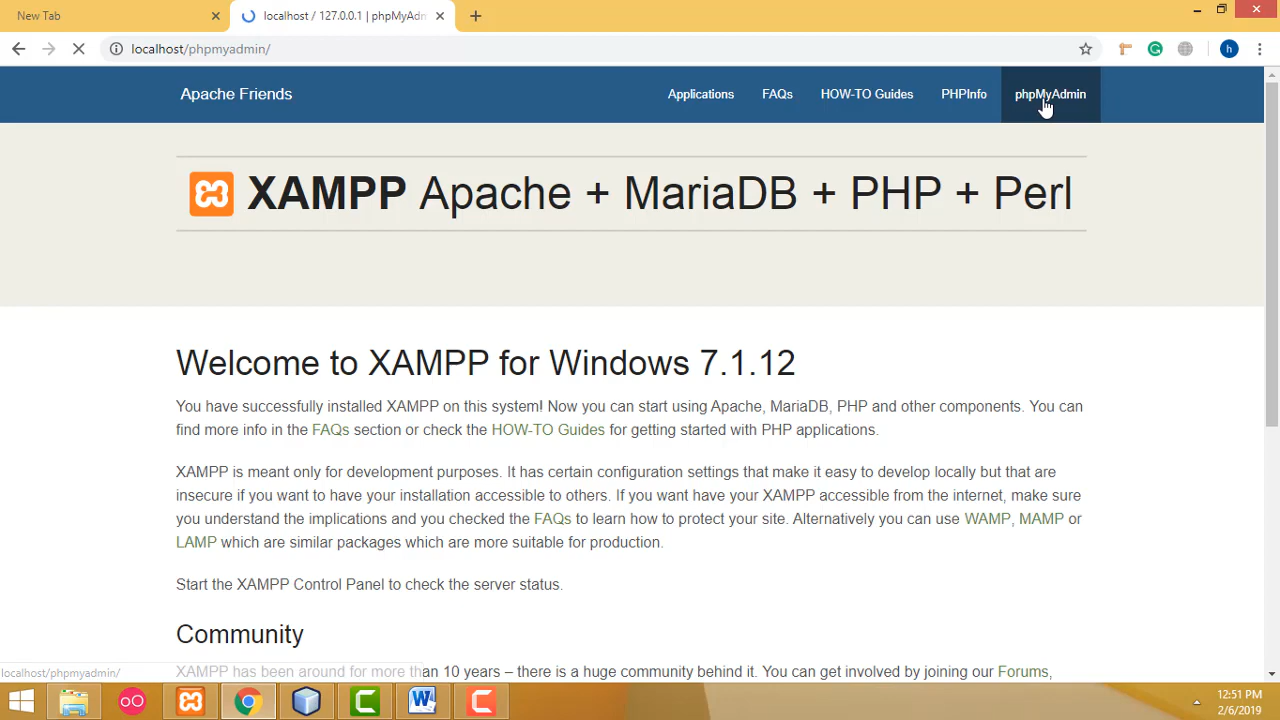 New Tab
localhost / 127.0.0.1 | phpMyAdn
localhost/phpmyadmin/
h
Apache Friends
Applications
FAQs
HOW-TO Guides
PHPInfo
phpMyAdmin
XAMPP Apache + MariaDB + PHP + Perl
Welcome to XAMPP for Windows 7.1.12
You have successfully installed XAMPP on this system! Now you can start using Apache, MariaDB, PHP and other components. You can
find more info in the FAQs section or check the HOW-TO Guides for getting started with PHP applications.
XAMPP is meant only for development purposes. It has certain configuration settings that make it easy to develop locally but that are
insecure if you want to have your installation accessible to others. If you want have your XAMPP accessible from the internet, make sure
you understand the implications and you checked the FAQs to learn how to protect your site. Alternatively you can use WAMP, MAMP or
LAMP which are similar packages which are more suitable for production.
Start the XAMPP Control Panel to check the server status.
Community
XAMPP has been around for more than 10 years – there is a huge community behind it. You can get involved by joining our Forums,
localhost/phpmyadmin/
12:51 PM
2/6/2019